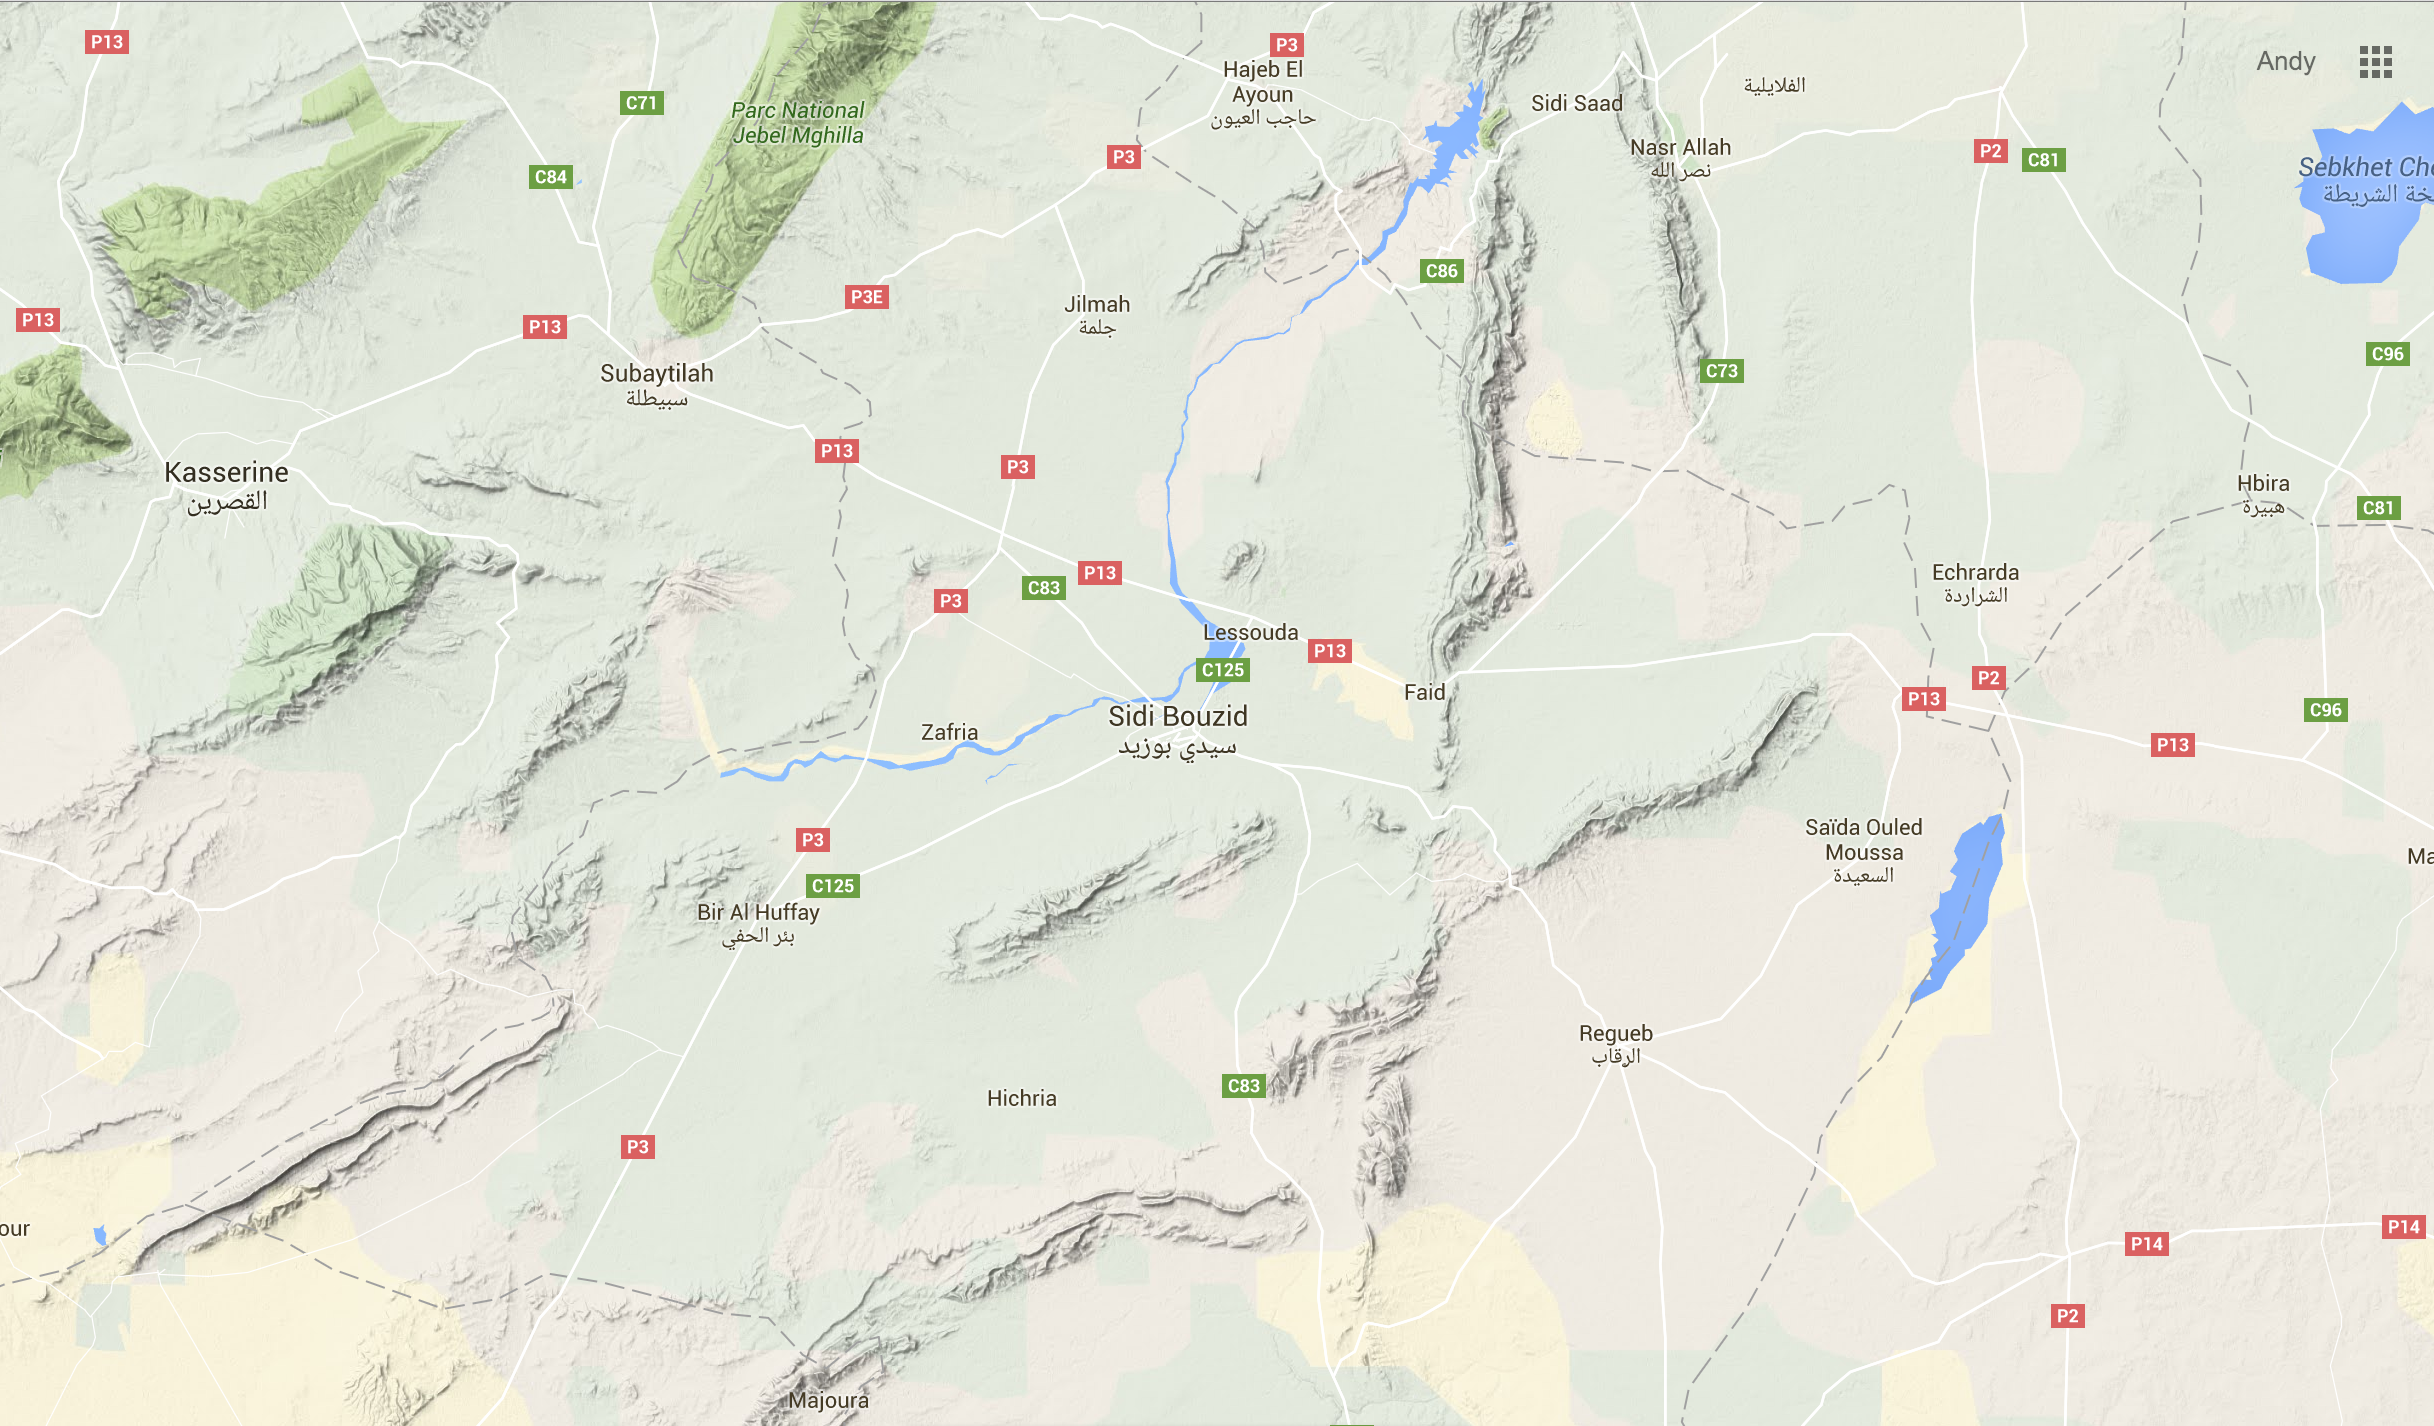 P13
P3
Andy
Hajeb El
Ayoun
حاجب العيون
C71
Parc National
Jebel Mghilla
Sidi Saad
الفلايلية
Nasr Allah
نصر الله
P3
P2
C81
C84
Sebkhet Che
خة الشريطة
C86
P3E
Jilmah
جلمة
P13
P13
C96
Subaytilah
سبيطلة
C73
P13
P3
Kasserine
القصرين
Hbira
هبيرة
C81
P13
C83
P3
Echrarda
الشراردة
Lessouda
P13
C125
P2
Faid
P13
C96
Sidi Bouzid
سيدي بوزيد
Zafria
P13
P3
Saïda Ouled
Moussa
السعيدة
Ma
C125
Bir Al Huffay
بئر الحفي
Regueb
الرقاب
C83
Hichria
P3
our
P14
P14
P2
Majoura